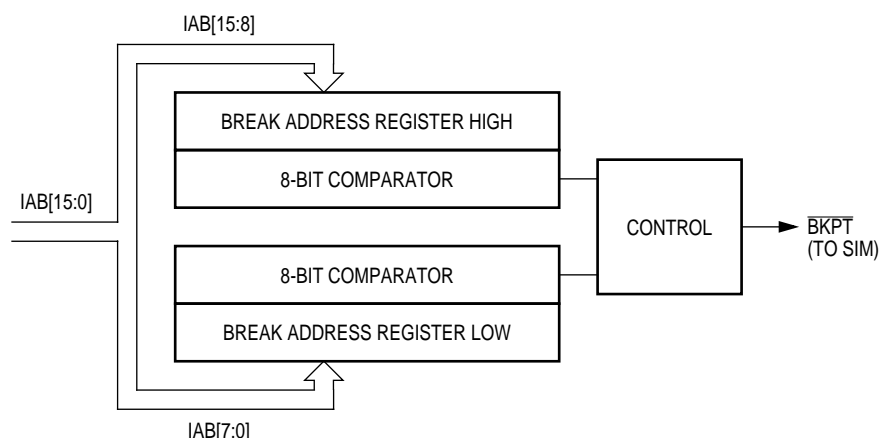 IAB[15:8]
BREAK ADDRESS REGISTER HIGH
8-BIT COMPARATOR
IAB[15:0]
CONTROL
BKPT
(TO SIM)
8-BIT COMPARATOR
BREAK ADDRESS REGISTER LOW
IAB[7:0]